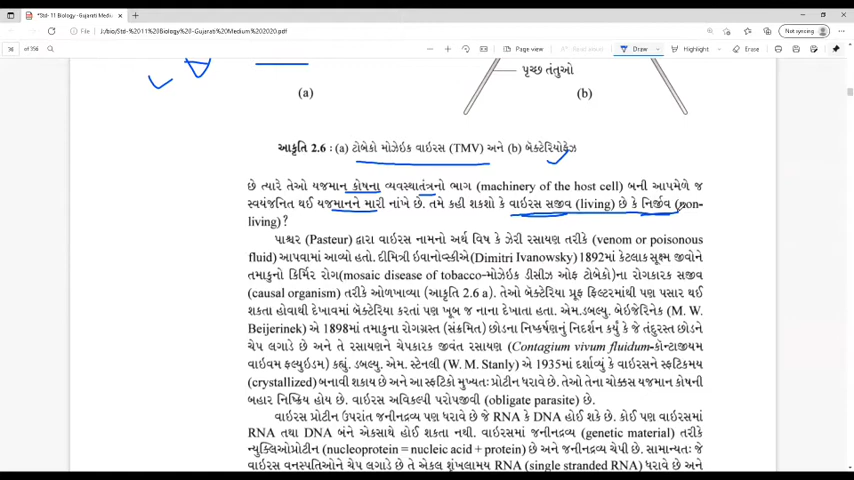 *Std- 11 Biology -Gujarati Mediu
File J:/bio/Std-%2011%20Biology-%20Gujarati%20Medium%202020.pdf
Not syncing
36 of 156
Page view
Read aloud
Draw
Highlight
Erase
પૃચ્છ તંતુઓ
(a)
(b)
આકૃતિ 2.6 : (a) ટોબેકો મોઝેઇક વાઇરસ (TMV) અને (b) બેક્ટેરિયોફેઝ
છે ત્યારે તેઓ યજમાન કોષના વ્યવસ્થાતંત્રનો ભાગ (machinery of the host cell) બની આપમેળે જ
સ્વયંજનિત થઈ યજમાનને મારી નાંખે છે. તમે કહી શકશો કે વાઇરસ સજીવ (living) છે કે નિર્જીવ (non-
living)?
પાશ્ચર (Pasteur) દ્વારા વાઇરસ નામનો અર્થ વિષ કે ઝેરી રસાયણ તરીકે (venom or poisonous
fluid) આપવામાં આવ્યો હતો. દીમિત્રી ઇવાનોવ્સ્કીએ (Dimitri Ivanowsky) 1892માં કેટલાક સૂક્ષ્મ જીવોને
તમાકુનો કિર્મિર રોગ(mosaic disease of tobacco-મોઝેઇક ડીસીઝ ઓફ ટોબેકો)ના રોગકારક સજીવ
(causal organism) તરીકે ઓળખાવ્યા (આકૃતિ 2.6 a). તેઓ બેક્ટેરિયા પ્રૂફ ફિલ્ટરમાંથી પણ પસાર થઈ
શકતા હોવાથી દેખાવમાં બેક્ટેરિયા કરતાં પણ ખૂબ જ નાના દેખાતા હતા. એમ.ડબલ્યુ. બેઇજેરિનેક (M. W.
Beijerinek) એ 1898માં તમાકુના રોગગ્રસ્ત (સંક્રમિત) છોડના નિષ્કર્ષણનું નિદર્શન કર્યું કે જે તંદુરસ્ત છોડને
ચેપ લગાડે છે અને તે રસાયણને ચેપકારક જીવંત રસાયણ (Contagium vivum fluidum-કોન્ટાજીયમ
વાઇવમ ફ્લ્યુઇડમ) કહ્યું. ડબલ્યુ. એમ. સ્ટેનલી (W. M. Stanly) એ 1935માં દર્શાવ્યું કે વાઇરસને સ્ફટિકમય
(crystallized) બનાવી શકાય છે અને આ સ્ફટિકો મુખ્યતઃ પ્રોટીન ધરાવે છે. તેઓ તેના ચોક્કસ યજમાન કોષની
બહાર નિષ્ક્રિય હોય છે. વાઇરસ અવિકલ્પી પરોપજીવી (obligate parasite) છે.
વાઇરસ પ્રોટીન ઉપરાંત જનીનદ્રવ્ય પણ ધરાવે છે જે RNA કે DNA હોઈ શકે છે. કોઈ પણ વાઇરસમાં
RNA તથા DNA બંને એકસાથે હોઈ શકતા નથી. વાઇરસમાં જનીનદ્રવ્ય (genetic material) તરીકે
ન્યુક્લિઓપ્રોટીન (nucleoprotein = nucleic acid + protein) છે અને જનીનદ્રવ્ય ચેપી છે. સામાન્યતઃ જે
વાઇરસ વનસ્પતિઓને ચેપ લગાડે છે તે એકલ શૃંખલામય RNA (single stranded RNA) ધરાવે છે અને